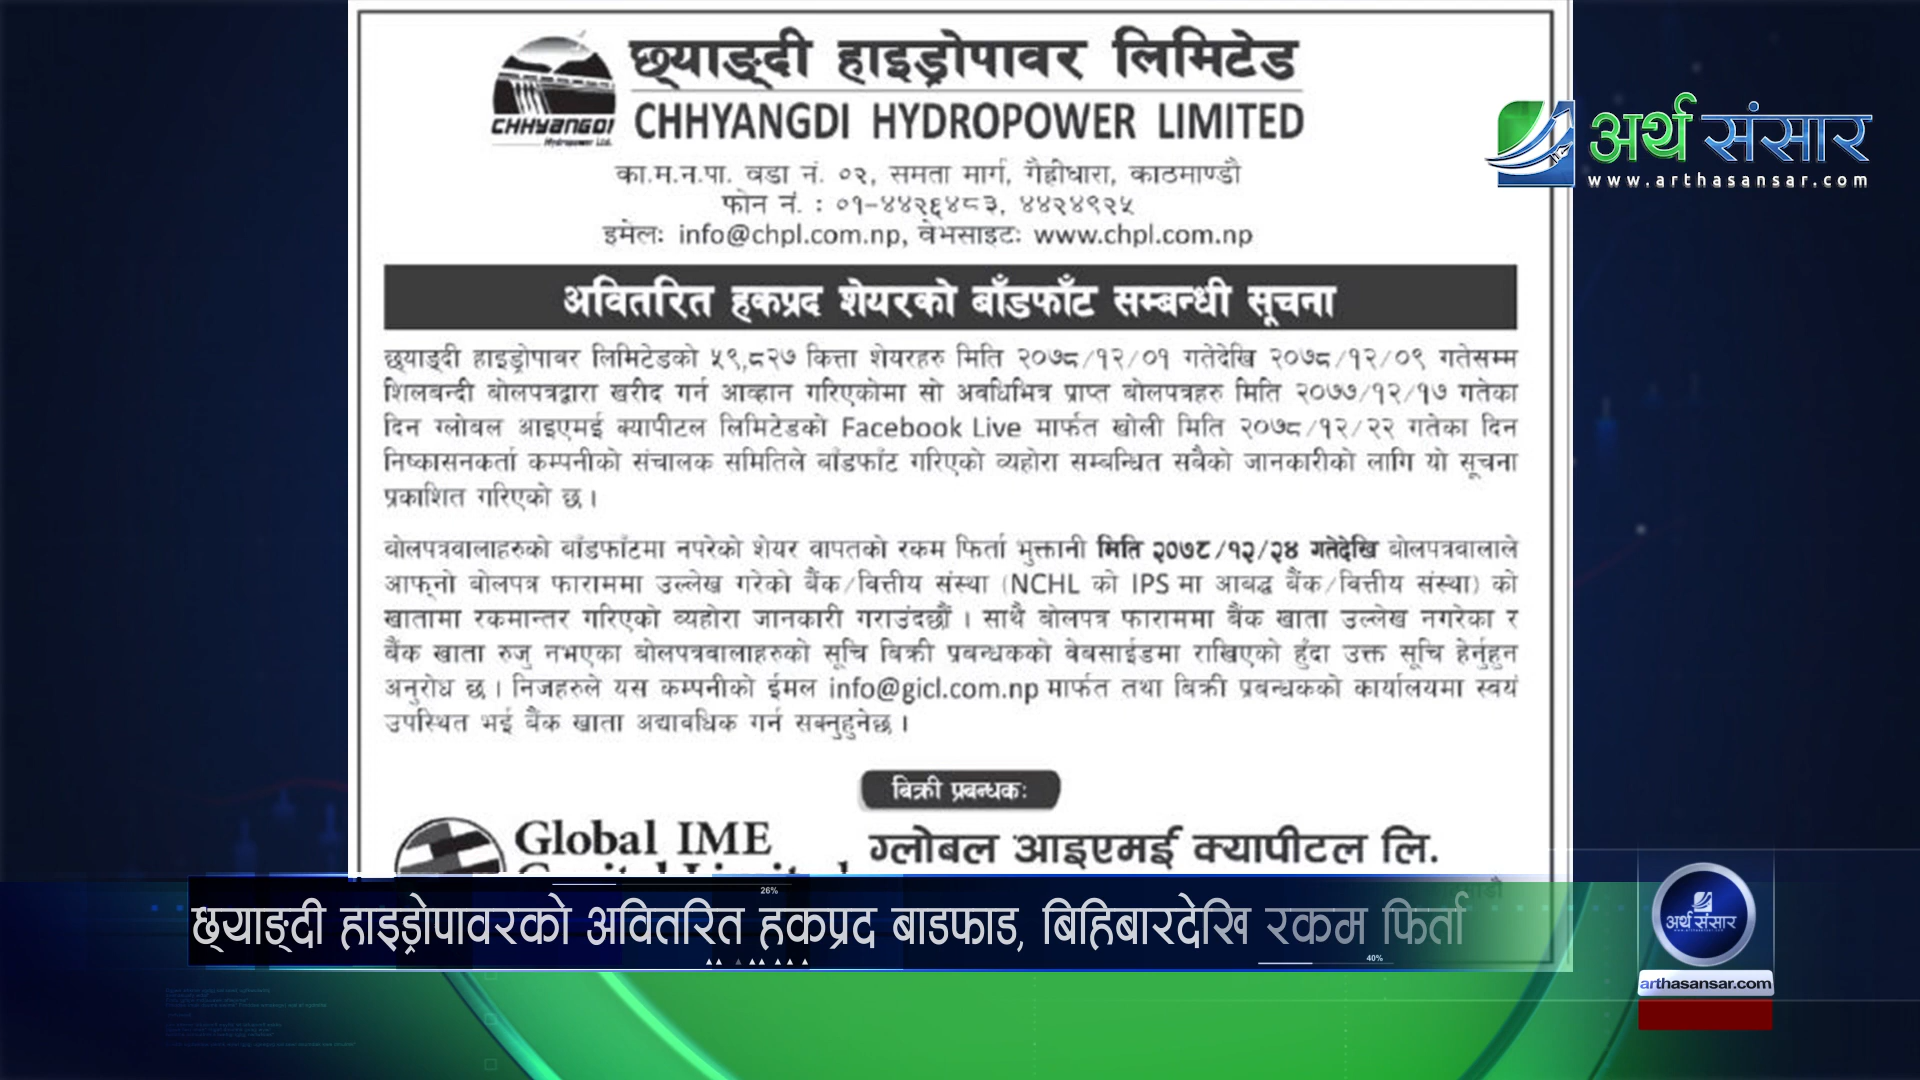 छ्याङ्दी हाइड्रोपावर लिमिटेड
CHHYANGDI Hydropower Ltd.
CHHYANGDI HYDROPOWER LIMITED
का.म.न.पा. वडा नं. ०२, समता मार्ग, गैह्रीधारा, काठमाण्डौ
फोन नं. : ०१-४४२६४८३, ४४२४९२५
इमेलः info@chpl.com.np, वेभसाइटः www.chpl.com.np
अर्थ संसार
www.arthasansar.com
अवितरित हकप्रद शेयरको बाँडफाँट सम्बन्धी सूचना
छ्याङ्दी हाइड्रोपावर लिमिटेडको ५९,८२७ कित्ता शेयरहरु मिति २०७८/१२/०१ गतेदेखि २०७८/१२/०९ गतेसम्म
शिलबन्दी बोलपत्रद्वारा खरीद गर्न आव्हान गरिएकोमा सो अवधिभित्र प्राप्त बोलपत्रहरु मिति २०७७/१२/१७ गतेका
दिन ग्लोबल आइएमई क्यापीटल लिमिटेडको Facebook Live मार्फत खोली मिति २०७८/१२/२२ गतेका दिन
निष्कासनकर्ता कम्पनीको संचालक समितिले बाँडफाँट गरिएको व्यहोरा सम्बन्धित सबैको जानकारीको लागि यो सूचना
प्रकाशित गरिएको छ ।
बोलपत्रवालाहरुको बाँडफाँटमा नपरेको शेयर वापतको रकम फिर्ता भुक्तानी मिति २०७८/१२/२४ गतेदेखि बोलपत्रवालाले
आफ्नो बोलपत्र फाराममा उल्लेख गरेको बैंक/वित्तीय संस्था (NCHL को IPS मा आबद्ध बैंक/वित्तीय संस्था) को
खातामा रकमान्तर गरिएको व्यहोरा जानकारी गराउंदछौं । साथै बोलपत्र फाराममा बैंक खाता उल्लेख नगरेका र
बैंक खाता रुजु नभएका बोलपत्रवालाहरुको सूचि बिक्री प्रबन्धकको वेबसाईडमा राखिएको हुँदा उक्त सूचि हेर्नुहुन
अनुरोध छ । निजहरुले यस कम्पनीको ईमल info@gicl.com.np मार्फत तथा बिक्री प्रबन्धकको कार्यालयमा स्वयं
उपस्थित भई बैंक खाता अद्यावधिक गर्न सक्नुहुनेछ ।
बिक्री प्रबन्धकः
Global IME
Capital Limited
ग्लोबल आइएमई क्यापीटल लि.
26%
छ्याङ्दी हाइड्रोपावरको अवितरित हकप्रद बाडफाड, बिहिबारदेखि रकम फिर्ता
40%
अर्थ संसार
arthasansar.com